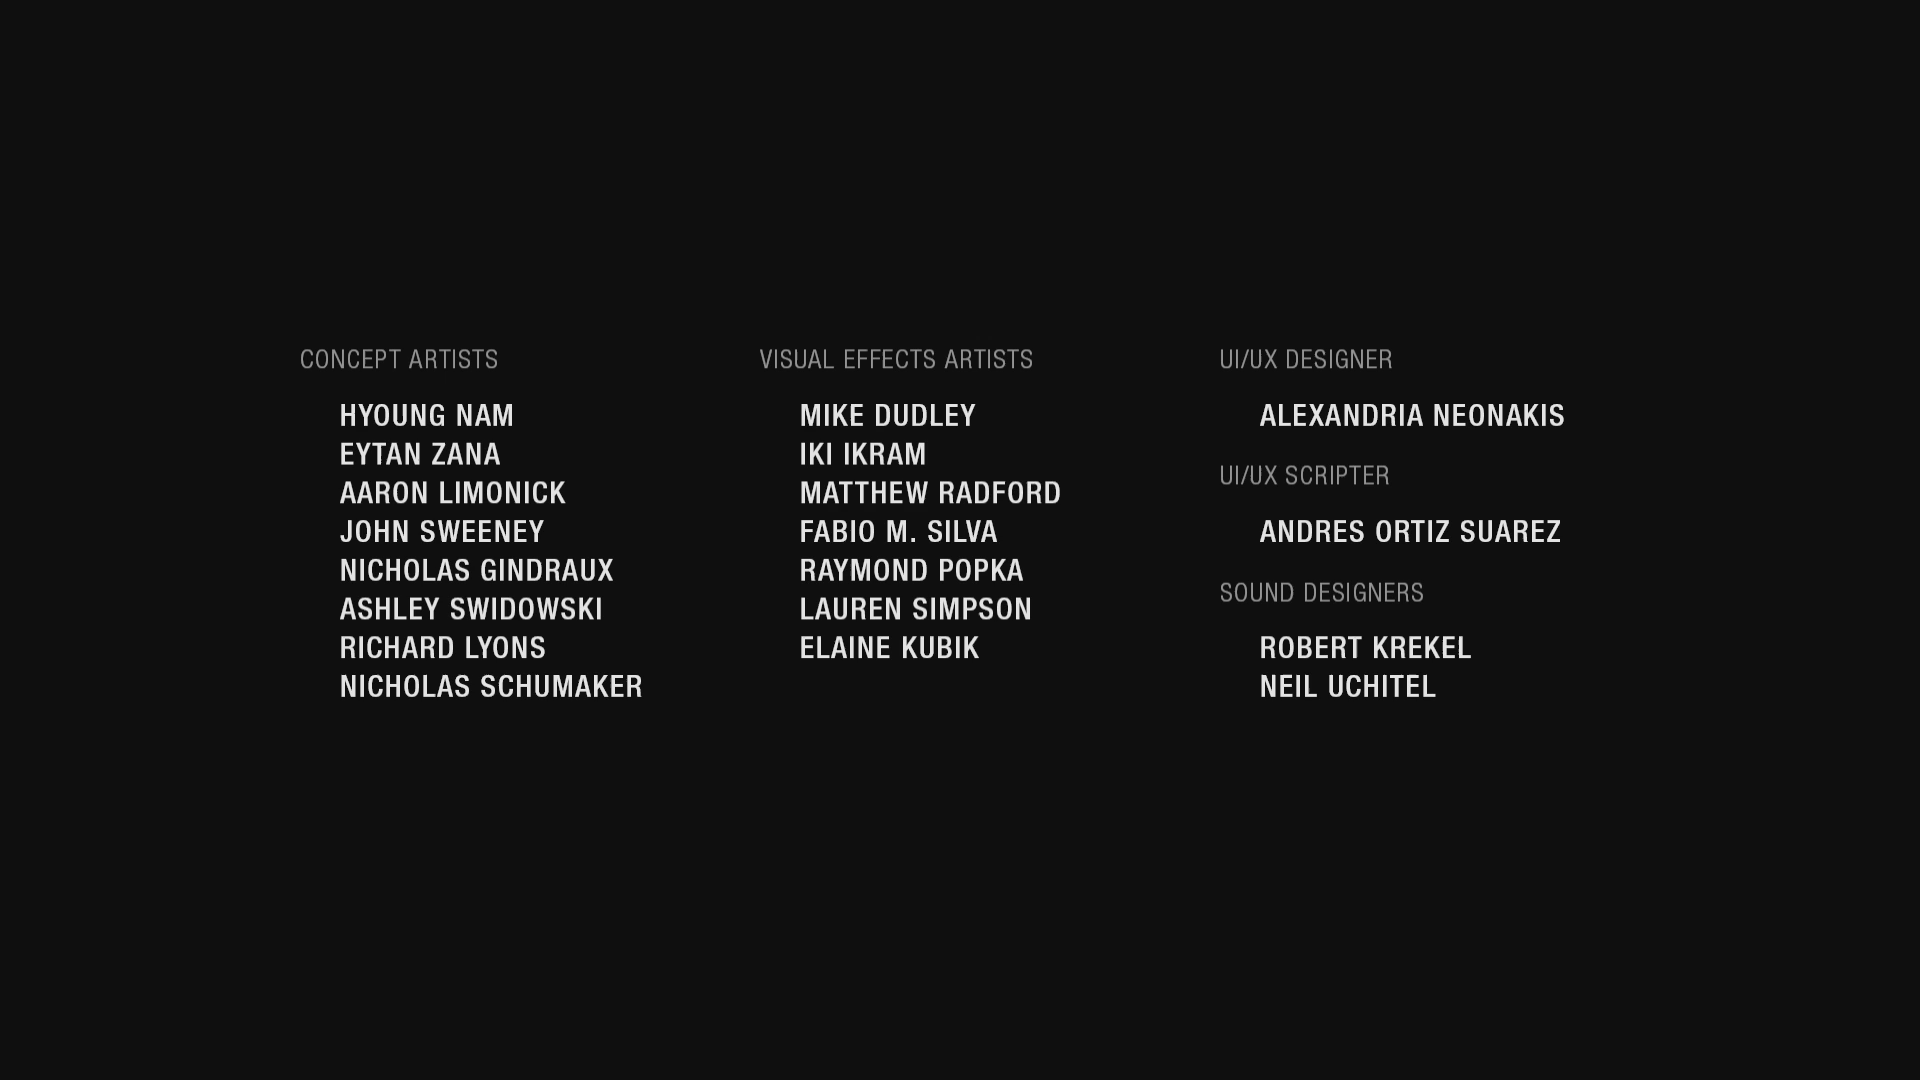 CONCEPT ARTISTS
HYOUNG NAM
EYTAN ZANA
AARON LIMONICK
JOHN SWEENEY
NICHOLAS GINDRAUX
ASHLEY SWIDOWSKI
RICHARD LYONS
NICHOLAS SCHUMAKER
VISUAL EFFECTS ARTISTS
MIKE DUDLEY
IKI IKRAM
MATTHEW RADFORD
FABIO M. SILVA
RAYMOND POPKA
LAUREN SIMPSON
ELAINE KUBIK
UI/UX DESIGNER
ALEXANDRIA NEONAKIS
UI/UX SCRIPTER
ANDRES ORTIZ SUAREZ
SOUND DESIGNERS
ROBERT KREKEL
NEIL UCHITEL